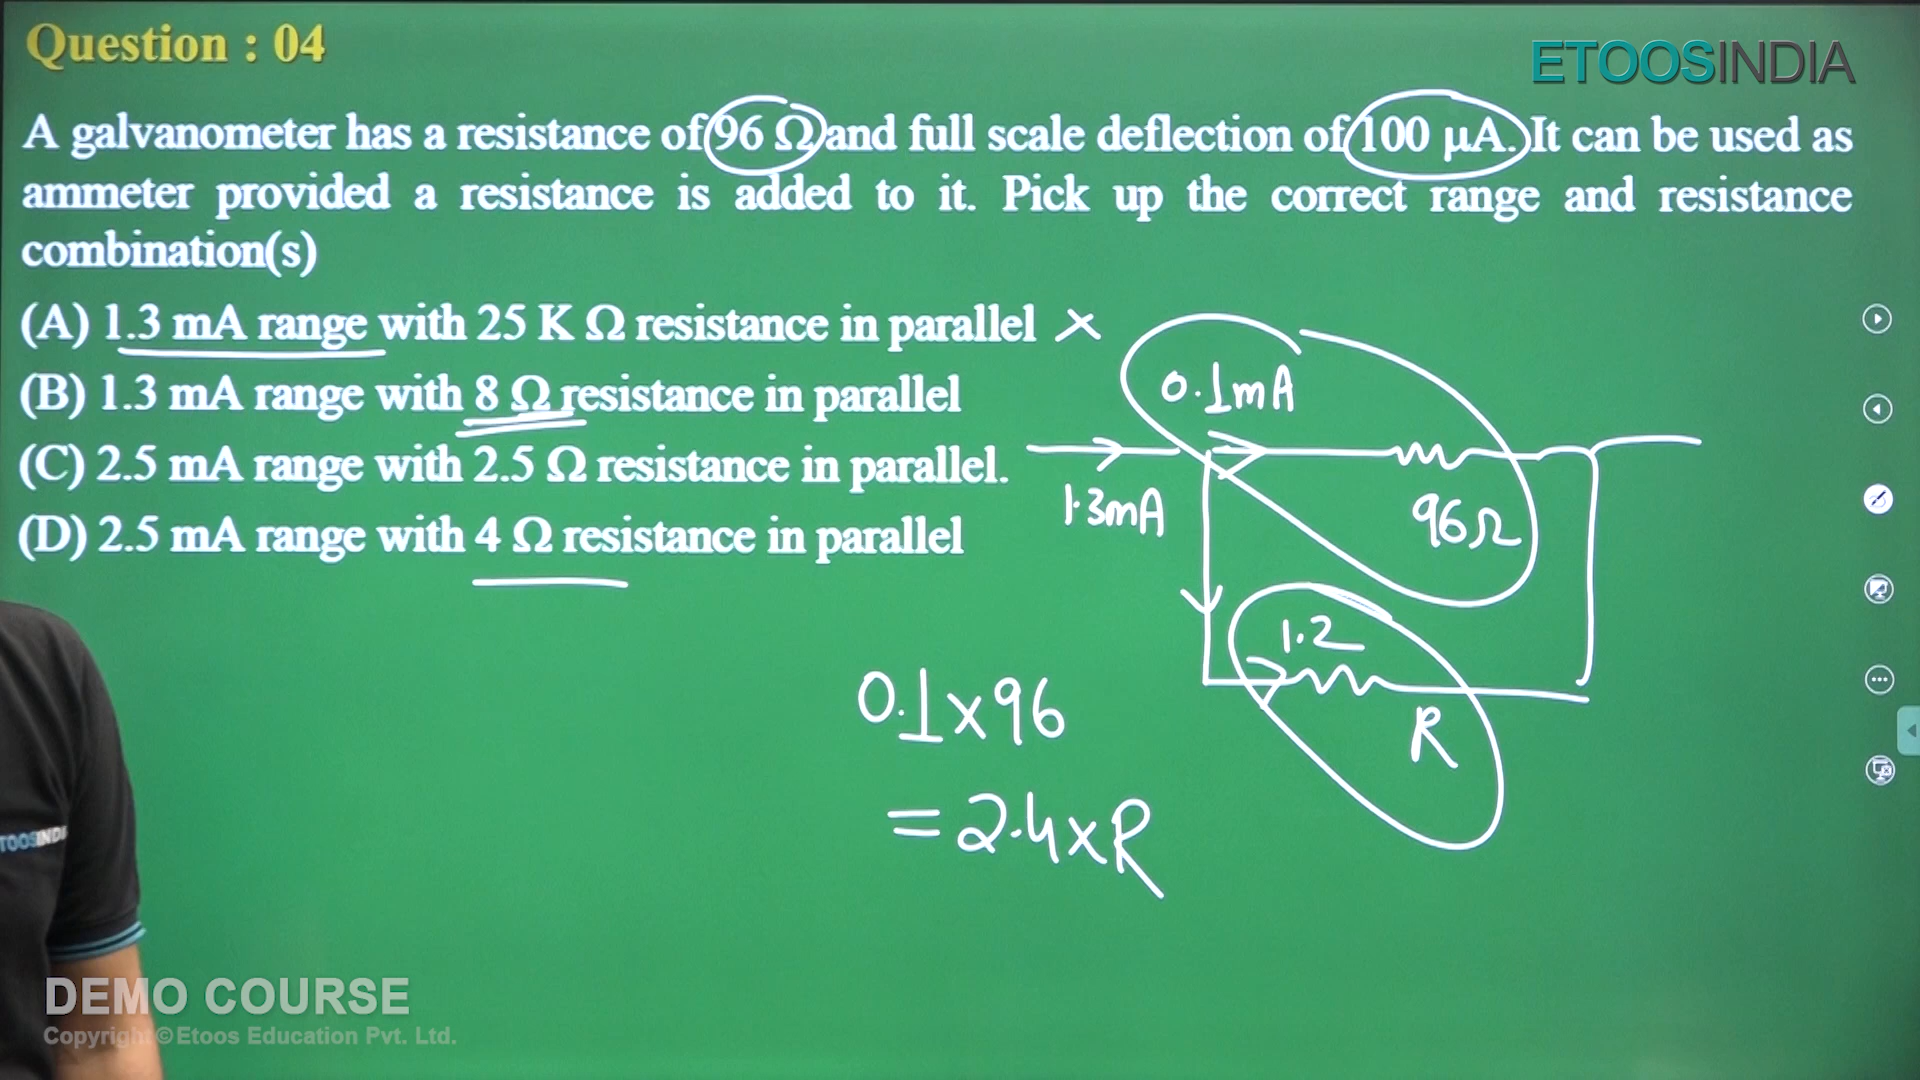 Question : 04
ETOOSINDIA
A galvanometer has a resistance of 96 Ω and full scale deflection of 100 μA. It can be used as
ammeter provided a resistance is added to it. Pick up the correct range and resistance
combination(s)
(A) 1.3 mA range with 25 K Ω resistance in parallel ×
(B) 1.3 mA range with 8 Ω resistance in parallel
(C) 2.5 mA range with 2.5 Ω resistance in parallel.
(D) 2.5 mA range with 4 Ω resistance in parallel
0.1mA
1.3mA
96Ω
1.2
R
0.1×96
=2.4×R
TOOSINDIA
DEMO COURSE
Copyright © Etoos Education Pvt. Ltd.